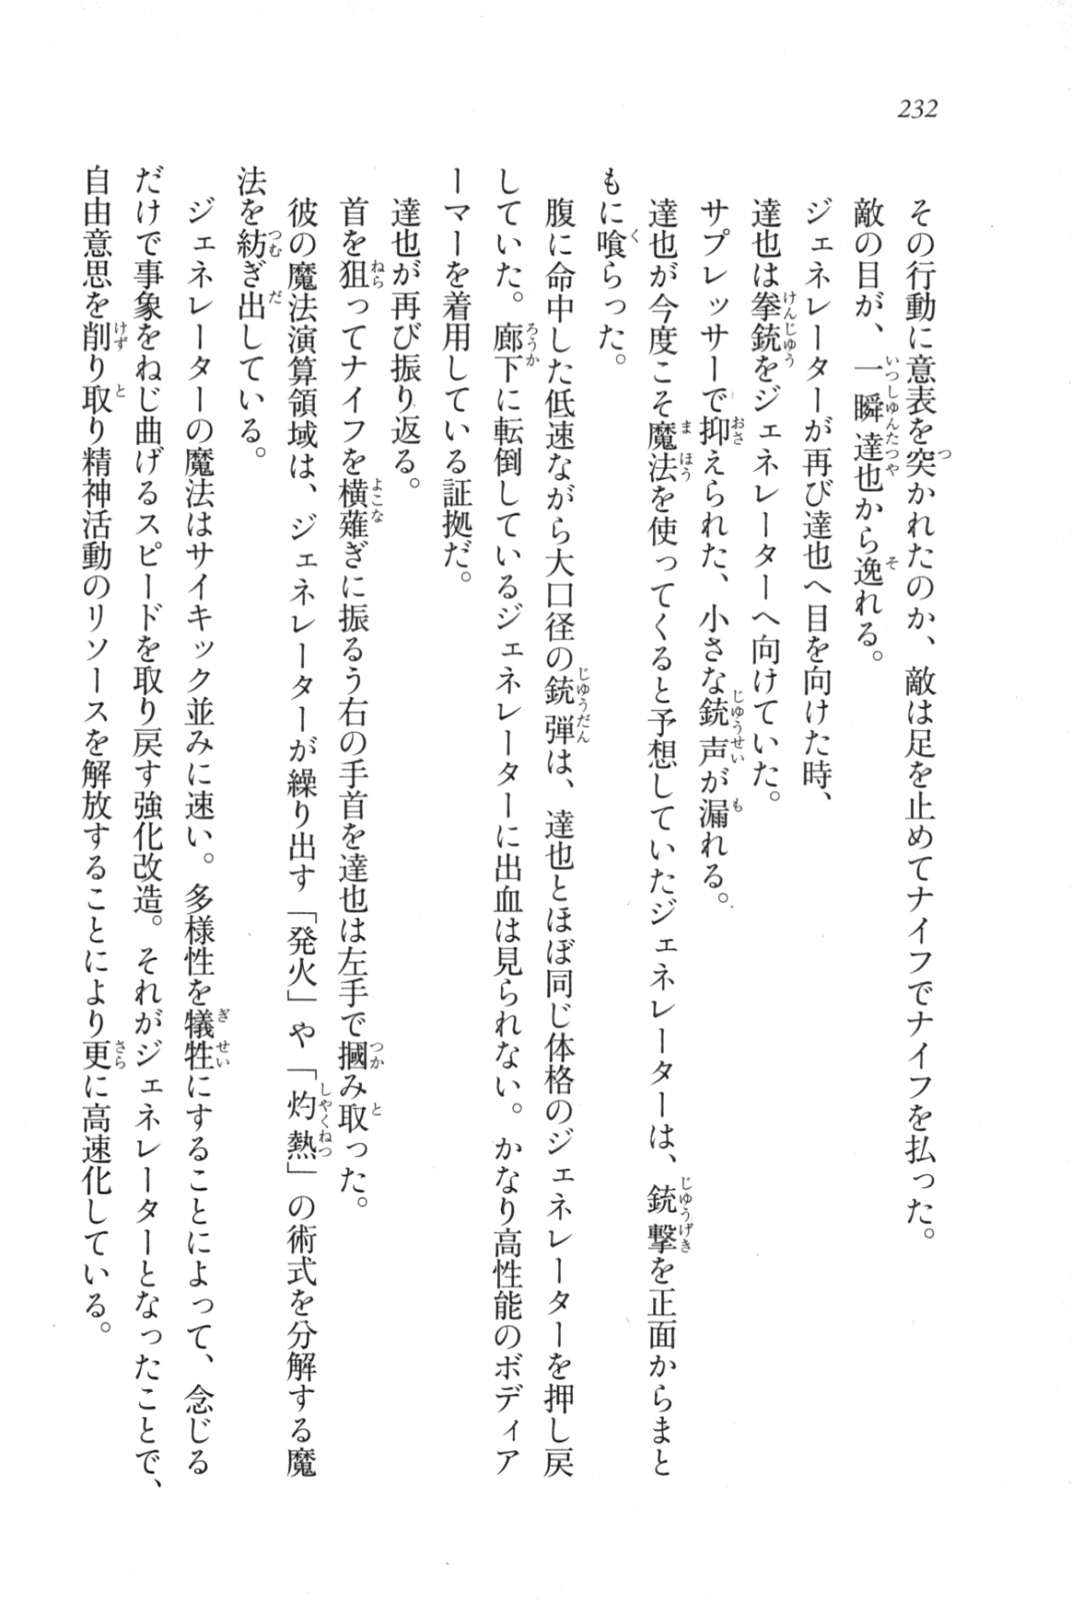 232
その行動に意表を突かれたのか、敵は足を止めてナイフでナイフを払った。
敵の目が、一瞬達也から逸れる。
ジェネレーターが再び達也へ目を向けた時、
達也は拳銃をジェネレーターへ向けていた。
サプレッサーで抑えられた、小さな銃声が漏れる。
達也が今度こそ魔法を使ってくると予想していたジェネレーターは、銃撃を正面からまと
もに喰らった。
腹に命中した低速ながら大口径の銃弾は、達也とほぼ同じ体格のジェネレーターを押し戻
していた。廊下に転倒しているジェネレーターに出血は見られない。かなり高性能のボディア
ーマーを着用している証拠だ。
達也が再び振り返る。
首を狙ってナイフを横薙ぎに振るう右の手首を達也は左手で摑み取った。
彼の魔法演算領域は、ジェネレーターが繰り出す「発火」や「灼熱」の術式を分解する魔
法を紡ぎ出している。
ジェネレーターの魔法はサイキック並みに速い。多様性を犠牲にすることによって、念じる
だけで事象をねじ曲げるスピードを取り戻す強化改造。それがジェネレーターとなったことで、
自由意思を削り取り精神活動のリソースを解放することにより更に高速化している。